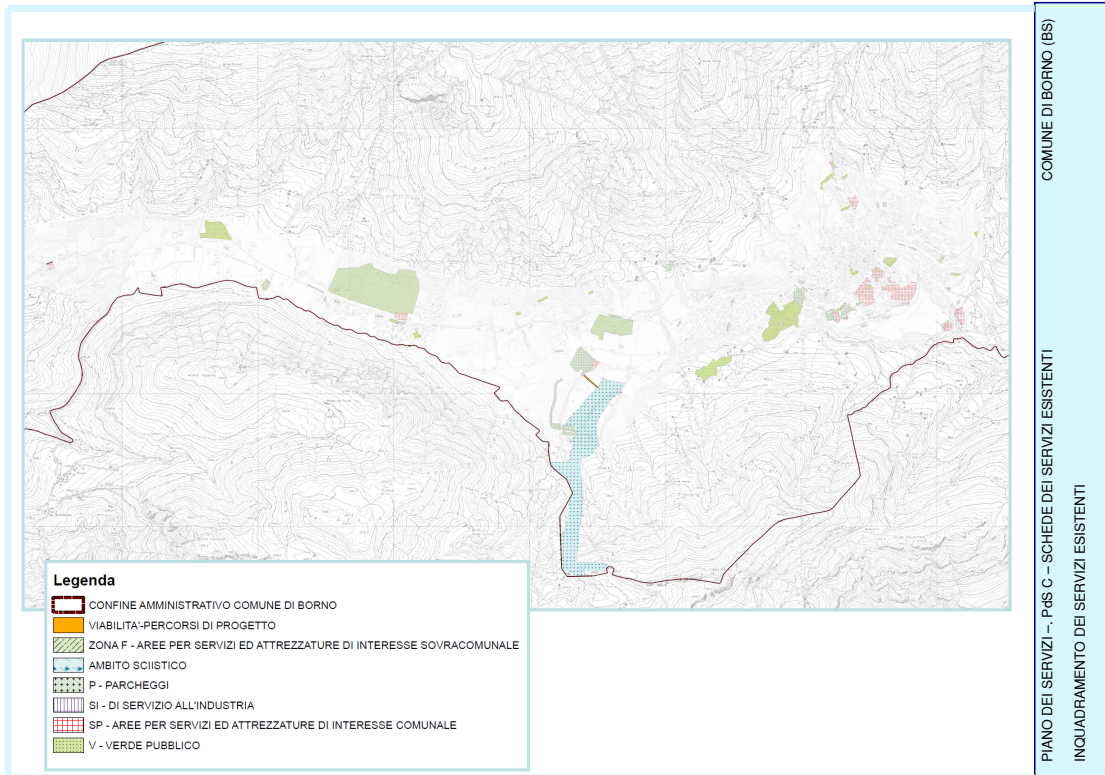 Legenda
CONFINE AMMINISTRATIVO COMUNE DI BORNO
VIABILITA'-PERCORSI DI PROGETTO
ZONA F - AREE PER SERVIZI ED ATTREZZATURE DI INTERESSE SOVRACOMUNALE
AMBITO SCIISTICO
P - PARCHEGGI
SI - DI SERVIZIO ALL'INDUSTRIA
SP - AREE PER SERVIZI ED ATTREZZATURE DI INTERESSE COMUNALE
V - VERDE PUBBLICO
PIANO DEI SERVIZI –. PdS C – SCHEDE DEI SERVIZI ESISTENTI COMUNE DI BORNO (BS)
INQUADRAMENTO DEI SERVIZI ESISTENTI